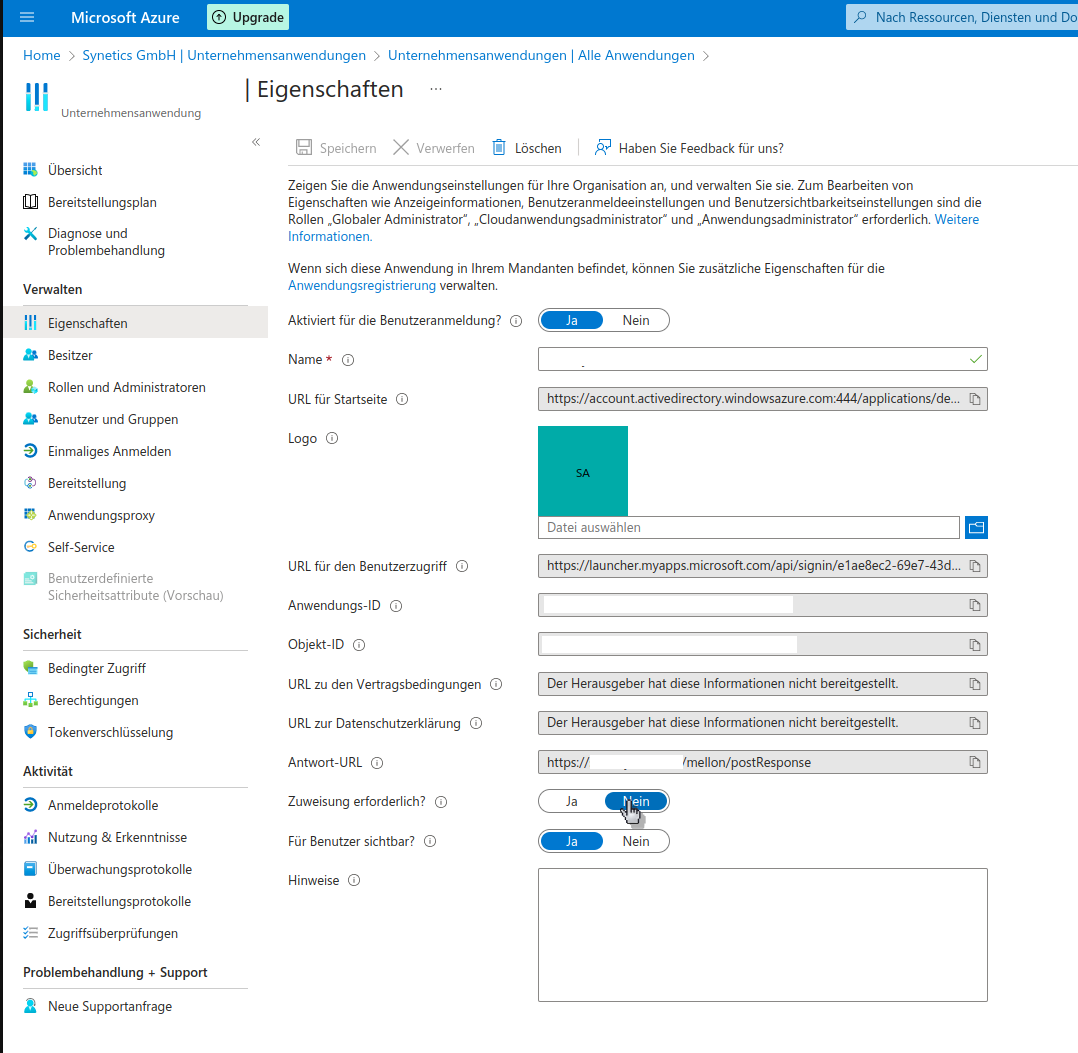 Microsoft Azure
Upgrade
Nach Ressourcen, Diensten und Do
Home > Synetics GmbH | Unternehmensanwendungen > Unternehmensanwendungen | Alle Anwendungen >
| Eigenschaften ...
Unternehmensanwendung
«
Speichern
Verwerfen
Löschen
Haben Sie Feedback für uns?
Übersicht
Bereitstellungsplan
Diagnose und
Problembehandlung
Verwalten
Eigenschaften
Besitzer
Rollen und Administratoren
Benutzer und Gruppen
Einmaliges Anmelden
Bereitstellung
Anwendungsproxy
Self-Service
Benutzerdefinierte
Sicherheitsattribute (Vorschau)
Sicherheit
Bedingter Zugriff
Berechtigungen
Tokenverschlüsselung
Aktivität
Anmeldeprotokolle
Nutzung & Erkenntnisse
Überwachungsprotokolle
Bereitstellungsprotokolle
Zugriffsüberprüfungen
Problembehandlung + Support
Neue Supportanfrage
Zeigen Sie die Anwendungseinstellungen für Ihre Organisation an, und verwalten Sie sie. Zum Bearbeiten von
Eigenschaften wie Anzeigeinformationen, Benutzeranmeldeeinstellungen und Benutzersichtbarkeitseinstellungen sind die
Rollen „Globaler Administrator“, „Cloudanwendungsadministrator“ und „Anwendungsadministrator“ erforderlich. Weitere
Informationen.
Wenn sich diese Anwendung in Ihrem Mandanten befindet, können Sie zusätzliche Eigenschaften für die
Anwendungsregistrierung verwalten.
Aktiviert für die Benutzeranmeldung? Ja Nein
Name *
URL für Startseite https://account.activedirectory.windowsazure.com:444/applications/de...
Logo
SA
Datei auswählen
URL für den Benutzerzugriff https://launcher.myapps.microsoft.com/api/signin/e1ae8ec2-69e7-43d...
Anwendungs-ID
Objekt-ID
URL zu den Vertragsbedingungen Der Herausgeber hat diese Informationen nicht bereitgestellt.
URL zur Datenschutzerklärung Der Herausgeber hat diese Informationen nicht bereitgestellt.
Antwort-URL https:// /mellon/postResponse
Zuweisung erforderlich? Ja Nein
Für Benutzer sichtbar? Ja Nein
Hinweise